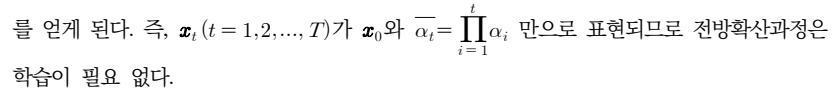 를 얻게 된다. 즉, 𝒙ₜ(t = 1,2,..., T)가 𝒙₀와 $\overline{\alpha_t} = \prod_{i=1}^{t} \alpha_i$ 만으로 표현되므로 전방확산과정은
학습이 필요 없다.